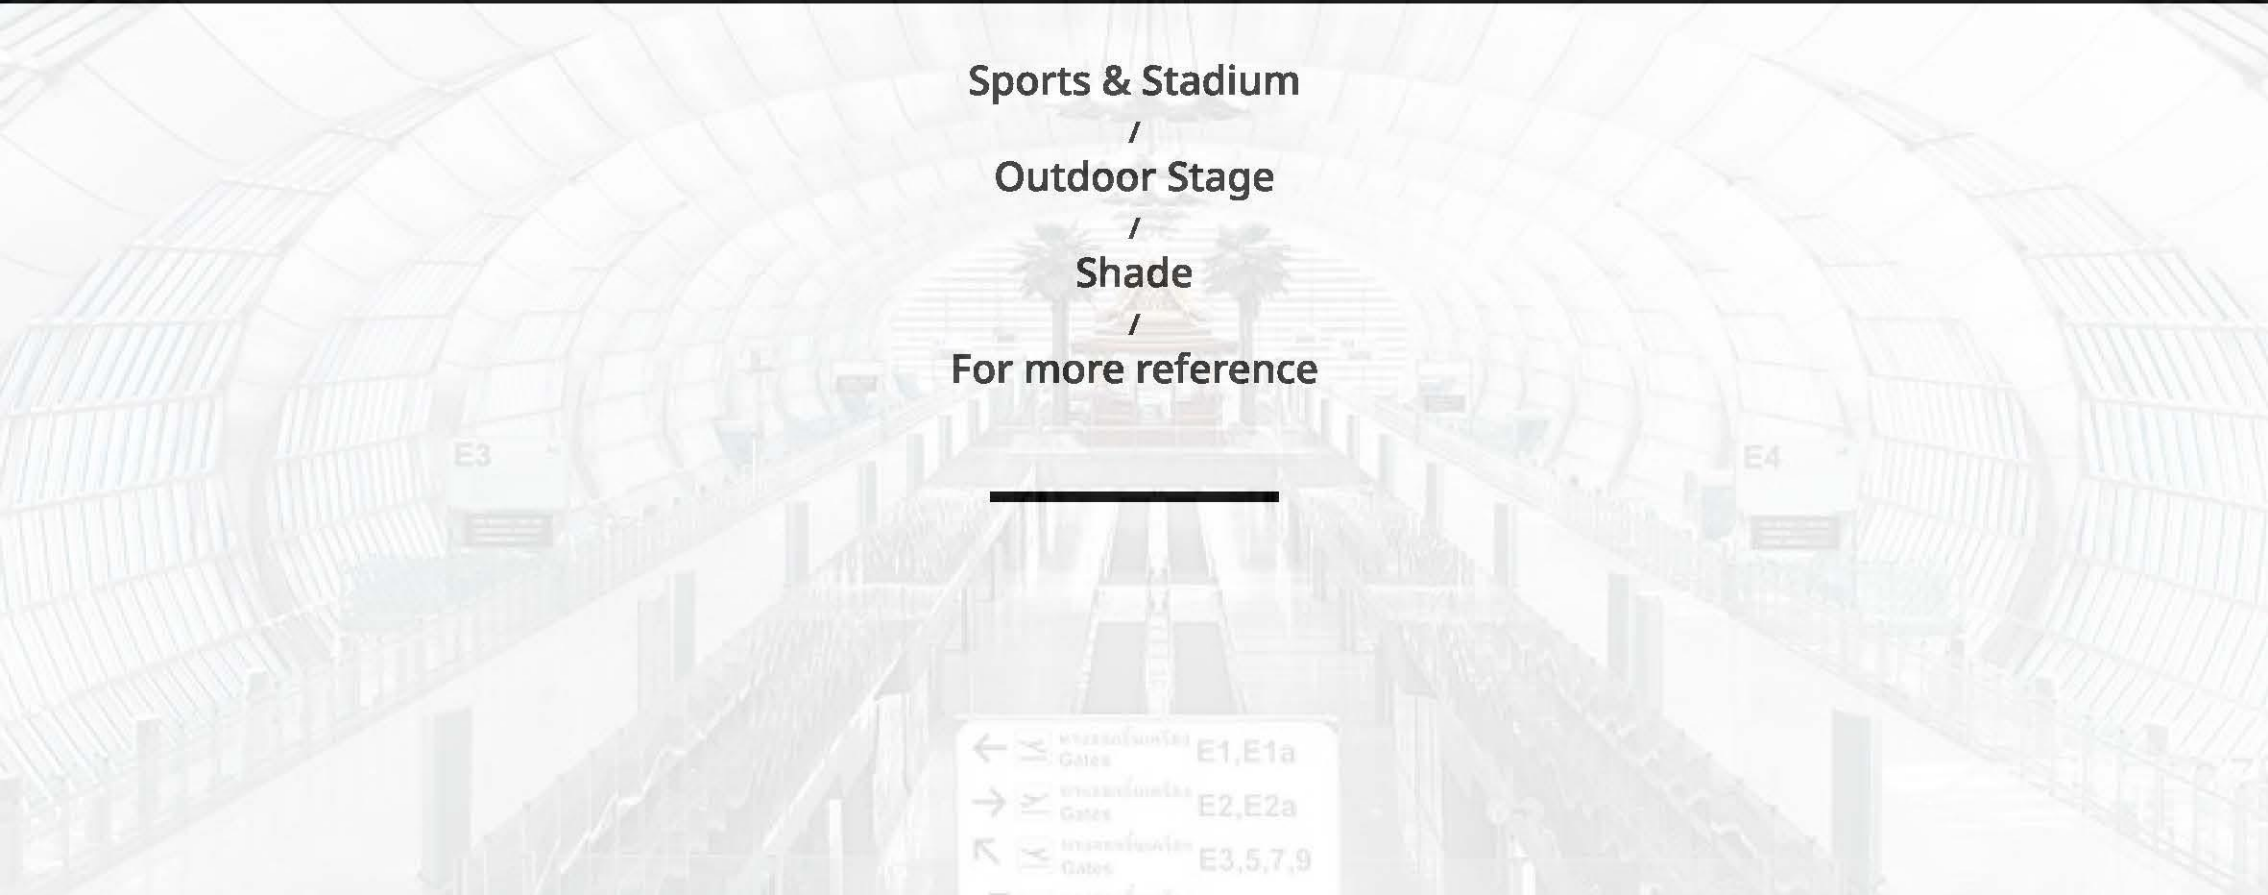 Sports & Stadium
/
Outdoor Stage
/
Shade
/
For more reference
E3
E4
Gates E1,E1a
Gates E2,E2a
Gates E3,5,7,9